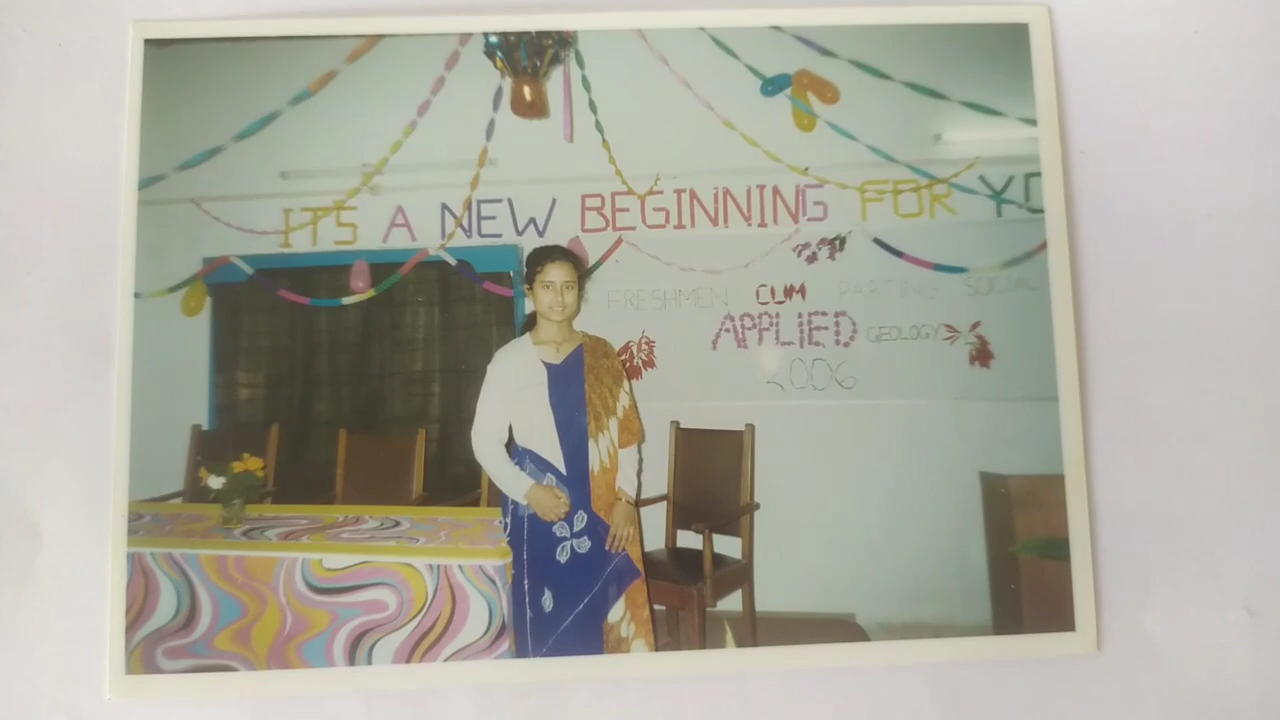 ITS A NEW BEGINNING FOR YO
FRESHMEN CUM PARTING SOCIAL
APPLIED GEOLOGY
2006